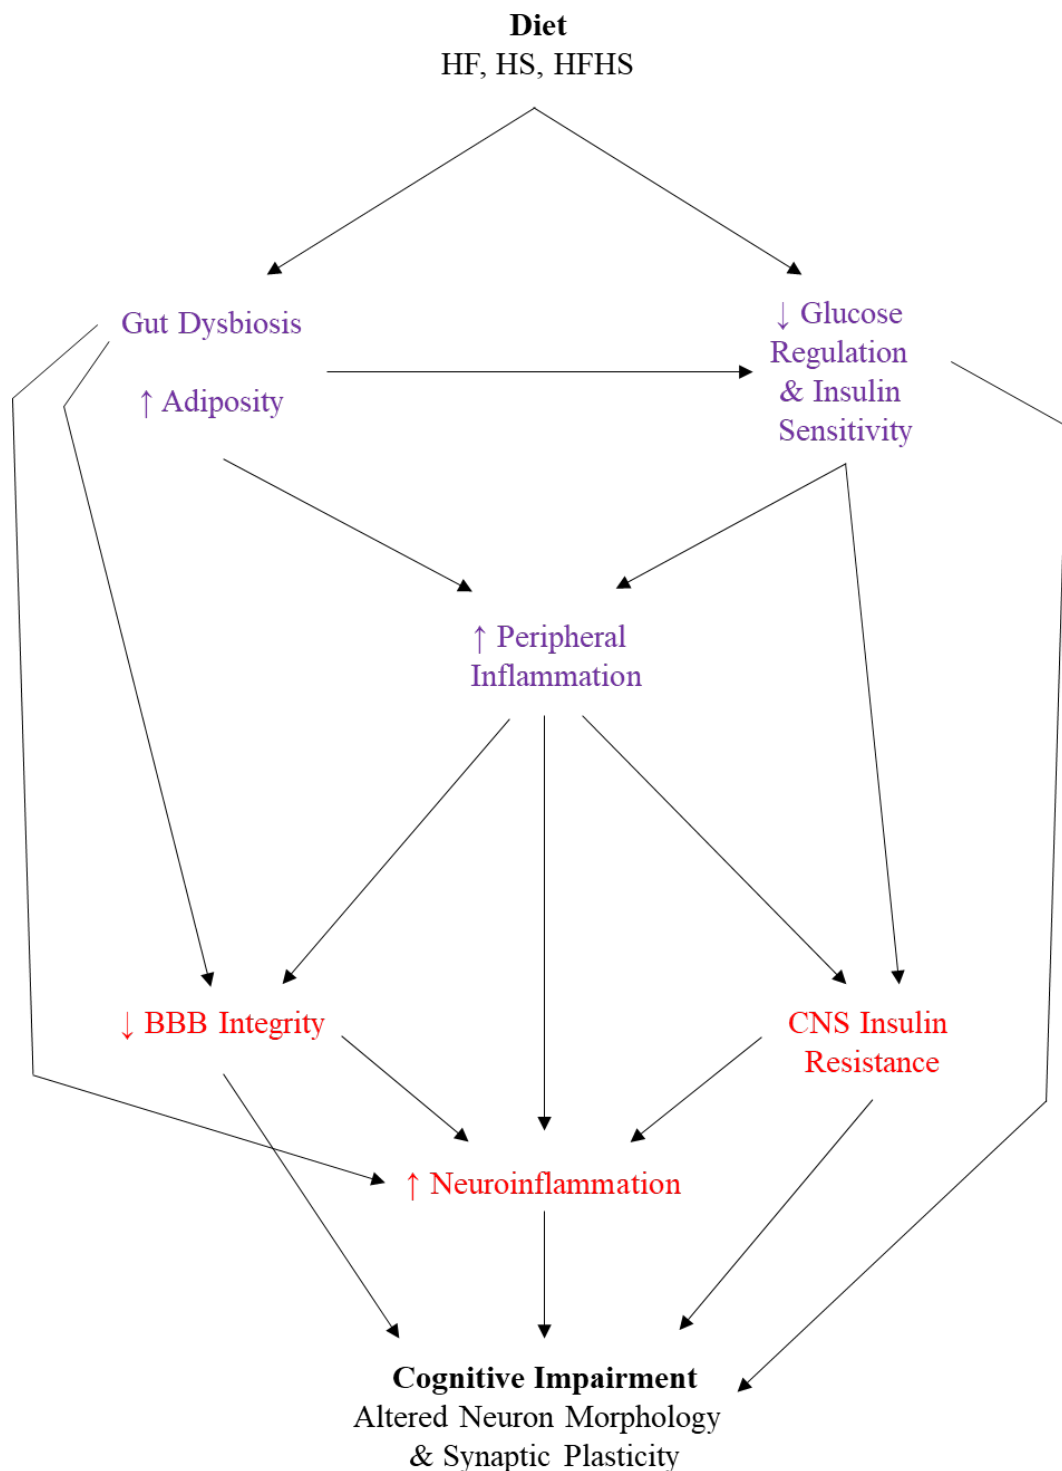 Diet
HF, HS, HFHS
Gut Dysbiosis
↑ Adiposity
↓ Glucose
Regulation
& Insulin
Sensitivity
↑ Peripheral
Inflammation
↓ BBB Integrity
CNS Insulin
Resistance
↑ Neuroinflammation
Cognitive Impairment
Altered Neuron Morphology
& Synaptic Plasticity